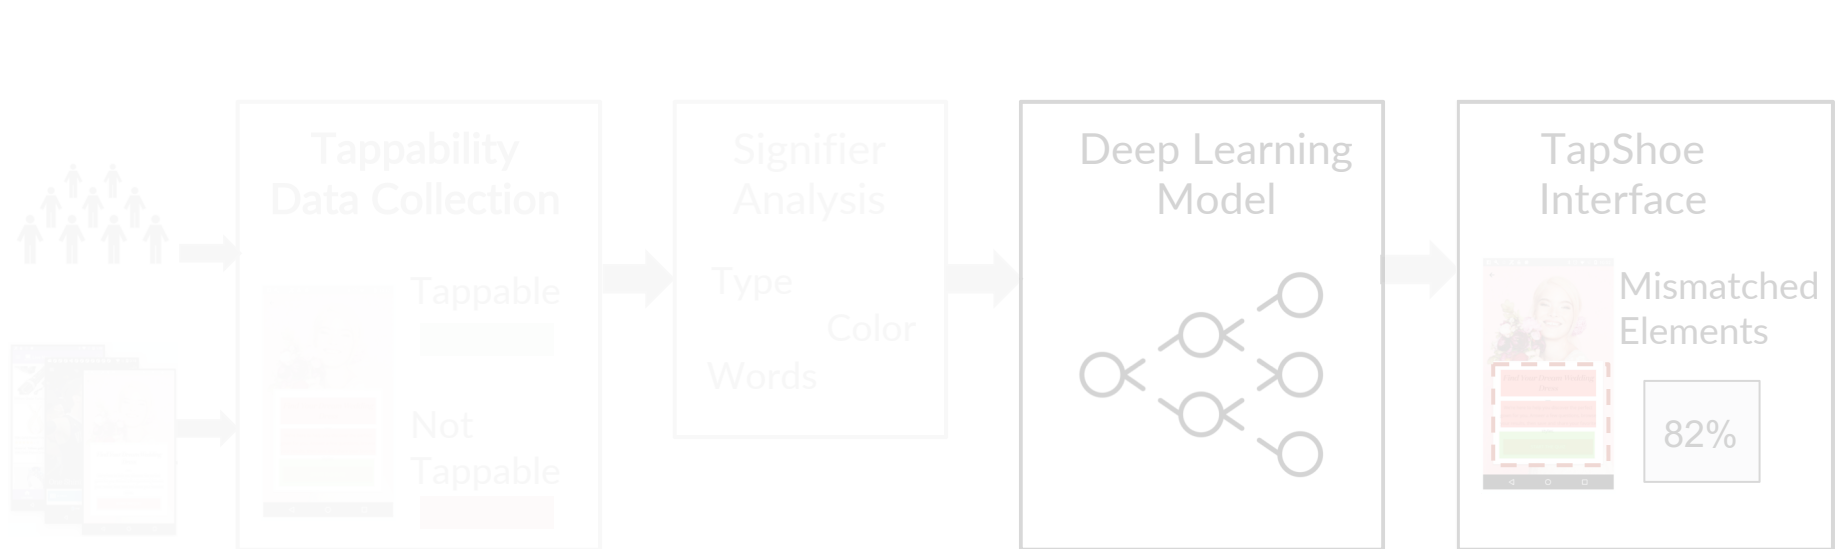 Tappability
Data Collection
Tappable
Not
Tappable
Signifier
Analysis
Type
Color
Words
Deep Learning
Model
TapShoe
Interface
Mismatched
Elements
82%